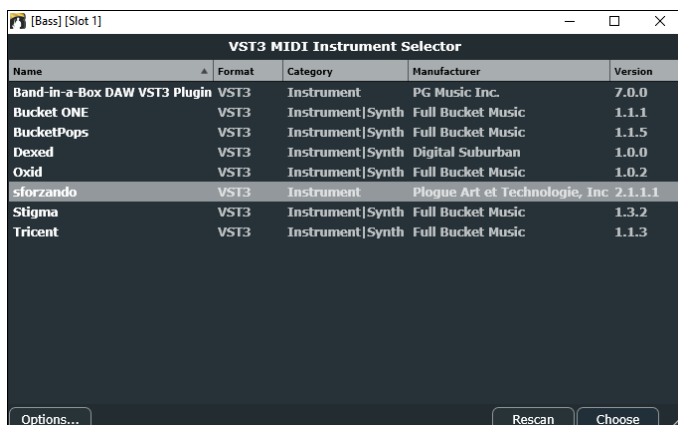 [Bass] [Slot 1]
VST3 MIDI Instrument Selector
Name Format Category Manufacturer Version
Band-in-a-Box DAW VST3 Plugin VST3 Instrument PG Music Inc. 7.0.0
Bucket ONE VST3 Instrument|Synth Full Bucket Music 1.1.1
BucketPops VST3 Instrument|Synth Full Bucket Music 1.1.5
Dexed VST3 Instrument|Synth Digital Suburban 1.0.0
Oxid VST3 Instrument|Synth Full Bucket Music 1.0.2
sforzando VST3 Instrument Plogue Art et Technologie, Inc 2.1.1.1
Stigma VST3 Instrument|Synth Full Bucket Music 1.3.2
Tricent VST3 Instrument|Synth Full Bucket Music 1.1.3
Options... Rescan Choose